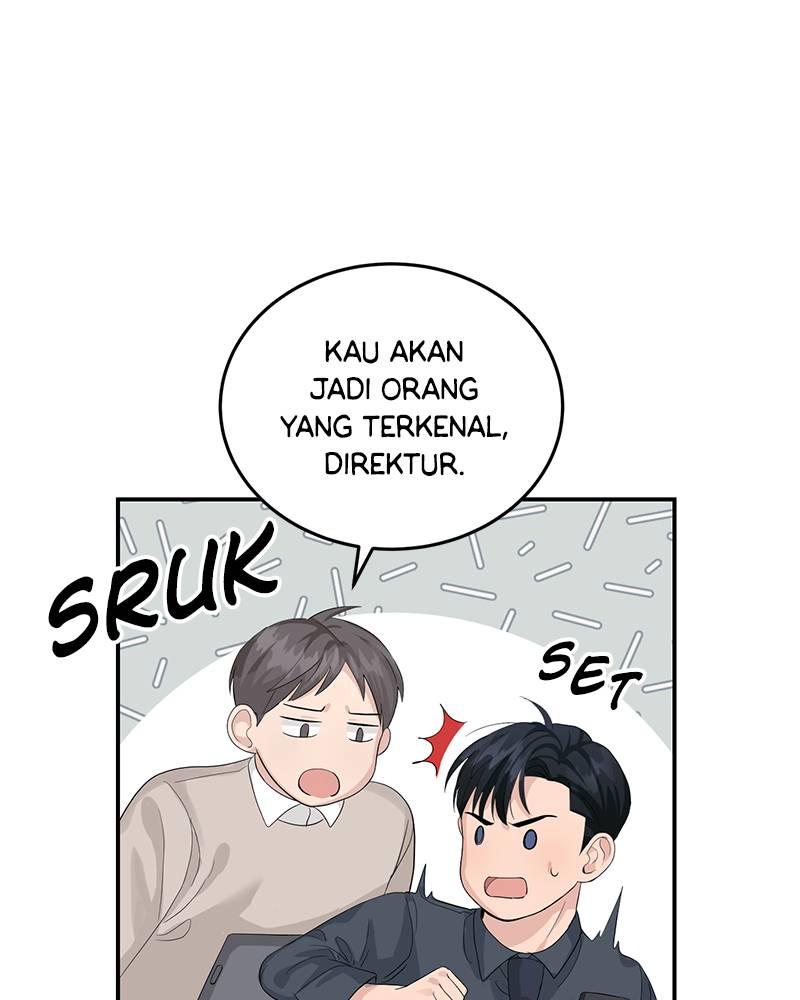 KAU AKAN
JADI ORANG
YANG TERKENAL,
DIREKTUR.
SRUK
SET